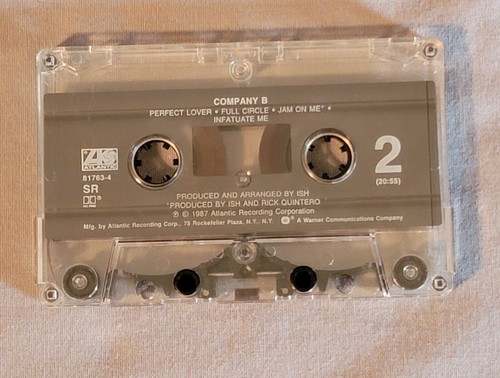 COMPANY B
PERFECT LOVER • FULL CIRCLE • JAM ON ME* •
INFATUATE ME
ATLANTIC
81763-4
SR
2
(20:55)
PRODUCED AND ARRANGED BY ISH
*PRODUCED BY ISH AND RICK QUINTERO
℗ © 1987 Atlantic Recording Corporation
Mfg. by Atlantic Recording Corp., 75 Rockefeller Plaza, N.Y., N.Y. A Warner Communications Company